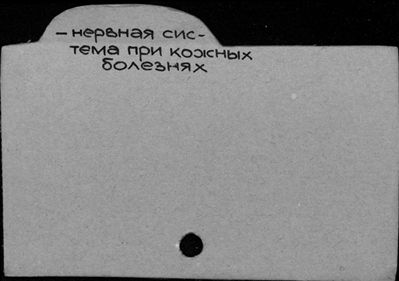 – нервная сис-
тема при кожных
болезнях